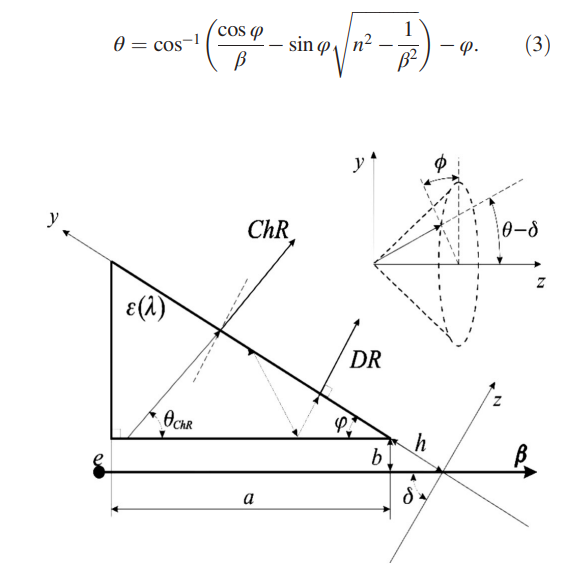 θ = cos⁻¹ ( cos φ / β − sin φ √( n² − 1 / β² ) ) − φ. (3)
y
ϕ
θ−δ
z
y
ChR
ε(λ)
DR
z
θChR
φ
h
e
b
β
a
δ